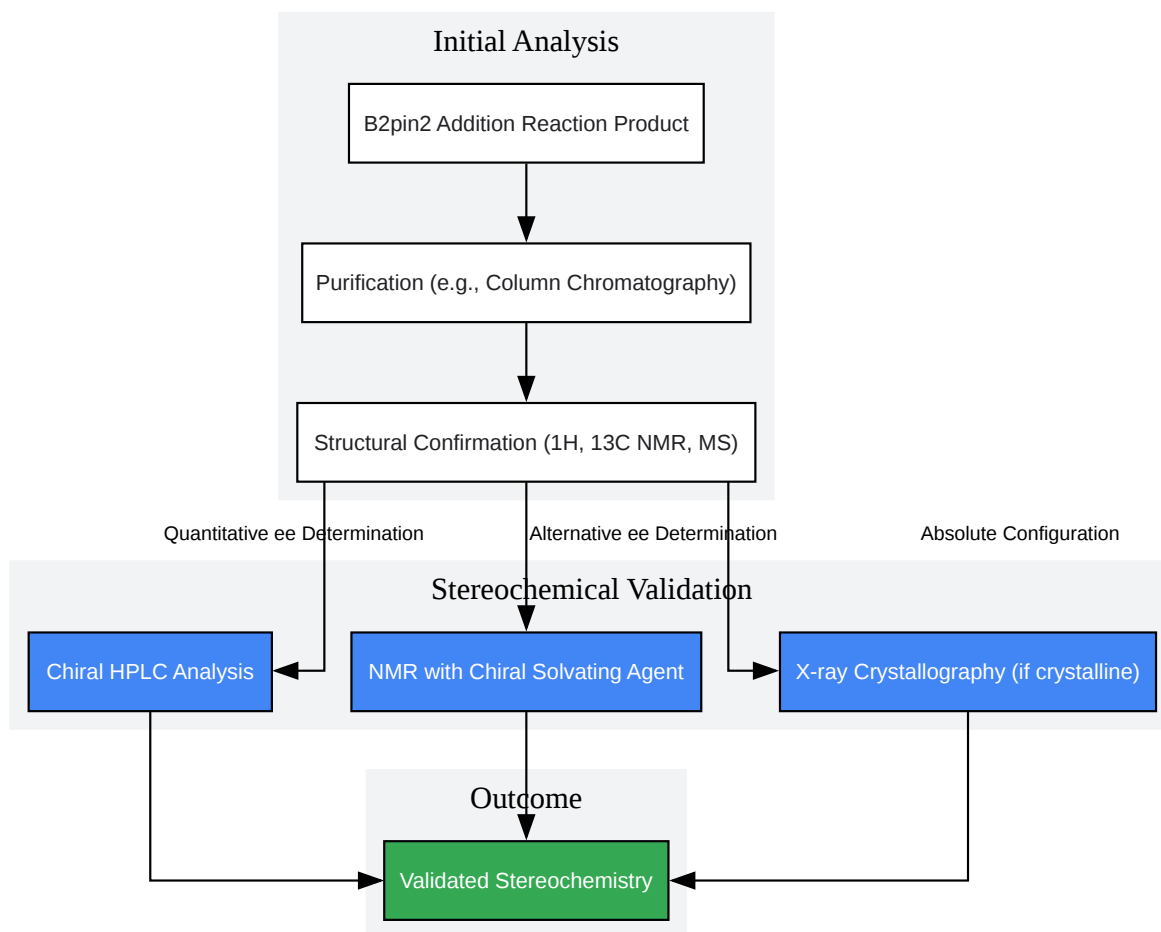 Initial Analysis
B2pin2 Addition Reaction Product
Purification (e.g., Column Chromatography)
Structural Confirmation (1H, 13C NMR, MS)
Quantitative ee Determination
Alternative ee Determination
Absolute Configuration
Stereochemical Validation
Chiral HPLC Analysis
NMR with Chiral Solvating Agent
X-ray Crystallography (if crystalline)
Outcome
Validated Stereochemistry